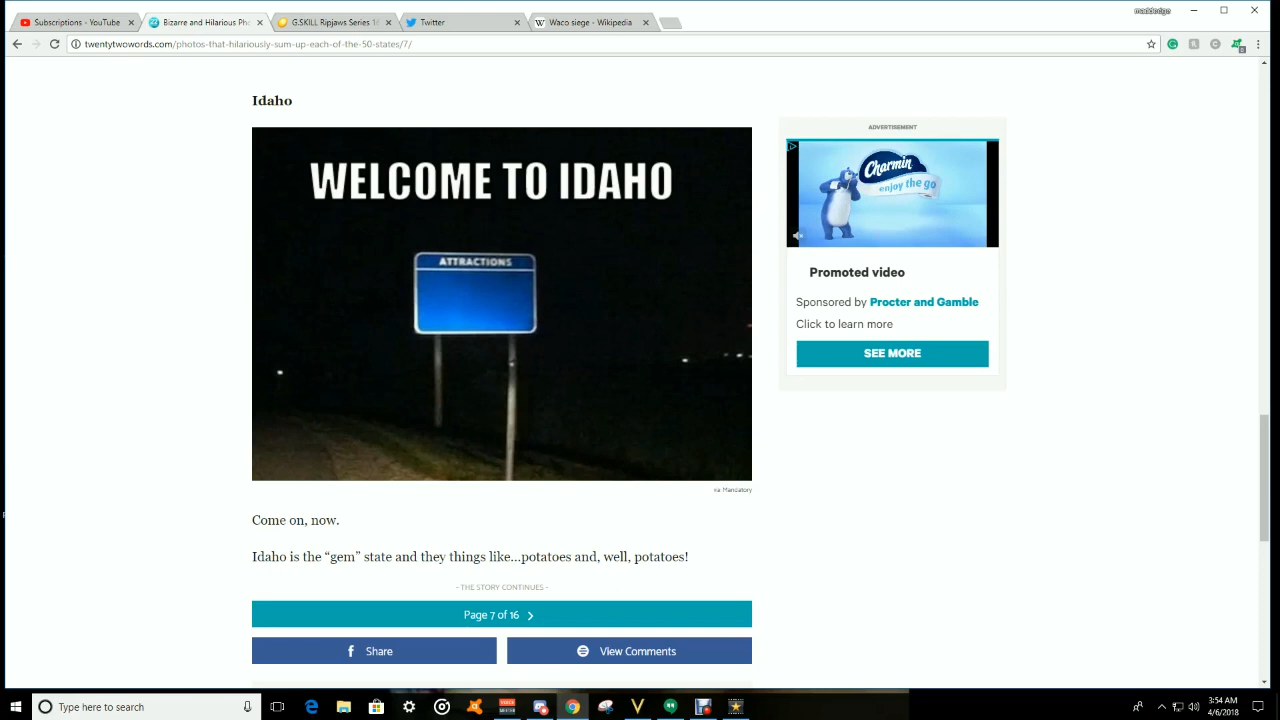 maddodge
Subscriptions - YouTube
Bizarre and Hilarious Ph
G.SKILL Ripjaws Series 16
Twitter
Waco siege - Wikipedia
twentytwowords.com/photos-that-hilariously-sum-up-each-of-the-50-states/7/
Idaho
WELCOME TO IDAHO
ATTRACTIONS
via Mandatory
ADVERTISEMENT
Charmin
enjoy the go
Promoted video
Sponsored by Procter and Gamble
Click to learn more
SEE MORE
Come on, now.
Idaho is the “gem” state and they things like...potatoes and, well, potatoes!
- THE STORY CONTINUES -
Page 7 of 16
Share
View Comments
Type here to search
3:54 AM
4/6/2018